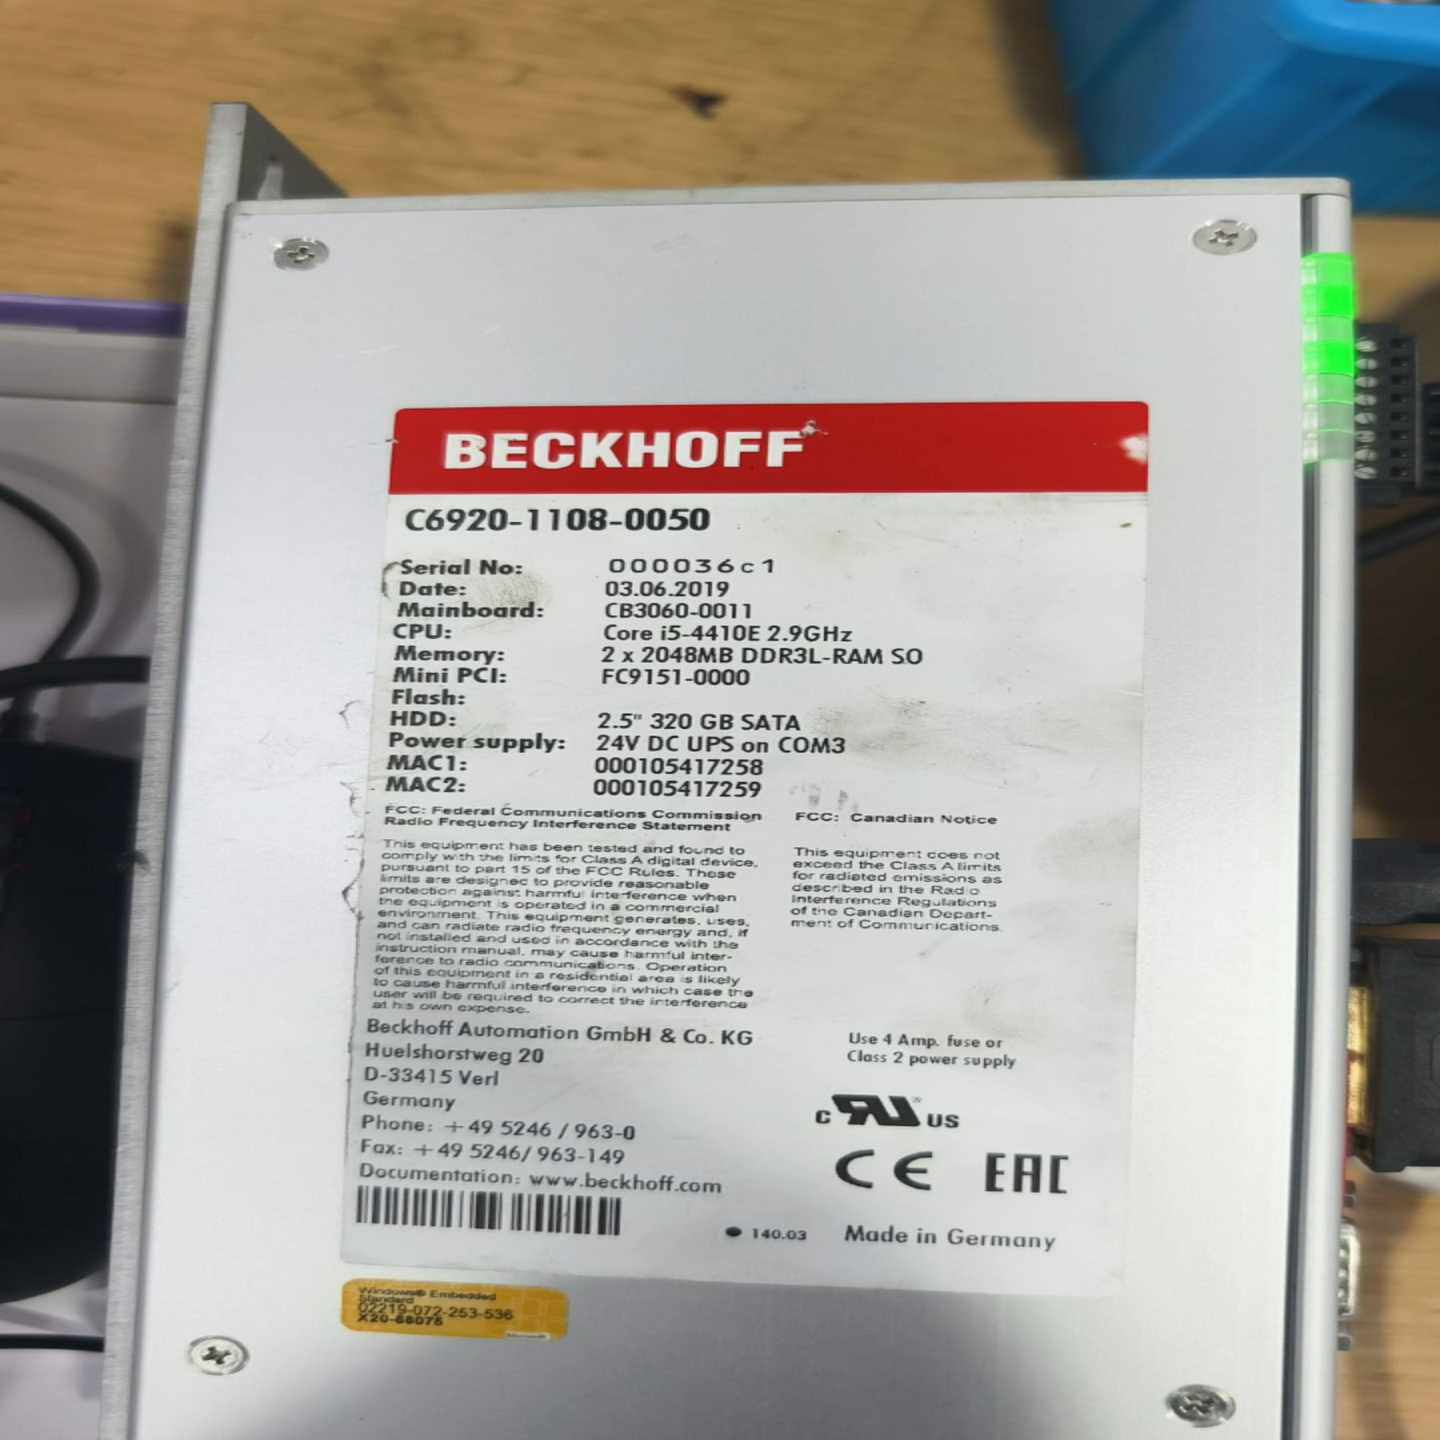 BECKHOFF
C6920-1108-0050
Serial No: 000036c1
Date: 03.06.2019
Mainboard: CB3060-0011
CPU: Core i5-4410E 2.9GHz
Memory: 2 x 2048MB DDR3L-RAM SO
Mini PCI: FC9151-0000
Flash:
HDD: 2.5" 320 GB SATA
Power supply: 24V DC UPS on COM3
MAC1: 000105417258
MAC2: 000105417259
FCC: Federal Communications Commission
Radio Frequency Interference Statement
This equipment has been tested and found to
comply with the limits for Class A digital device,
pursuant to part 15 of the FCC Rules. These
limits are designed to provide reasonable
protection against harmful interference when
the equipment is operated in a commercial
environment. This equipment generates, uses,
and can radiate radio frequency energy and, if
not installed and used in accordance with the
instruction manual, may cause harmful inter-
ference to radio communications. Operation
of this equipment in a residential area is likely
to cause harmful interference in which case the
user will be required to correct the interference
at his own expense.
FCC: Canadian Notice
This equipment does not
exceed the Class A limits
for radiated emissions as
described in the Radio
Interference Regulations
of the Canadian Depart-
ment of Communications.
Beckhoff Automation GmbH & Co. KG
Huelshorstweg 20
D-33415 Verl
Germany
Phone: +49 5246 / 963-0
Fax: +49 5246/ 963-149
Documentation: www.beckhoff.com
Use 4 Amp. fuse or
Class 2 power supply
c RU US
CE EAC
140.03 Made in Germany
Windows® Embedded
Standard
02219-072-253-536
X20-68075
Microsoft